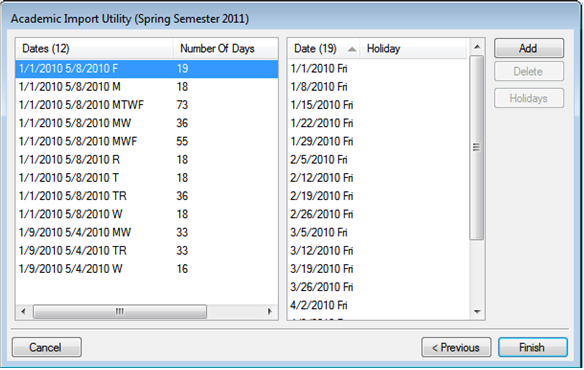 Academic Import Utility (Spring Semester 2011)
Dates (12) Number Of Days
1/1/2010 5/8/2010 F 19
1/1/2010 5/8/2010 M 18
1/1/2010 5/8/2010 MTWF 73
1/1/2010 5/8/2010 MW 36
1/1/2010 5/8/2010 MWF 55
1/1/2010 5/8/2010 R 18
1/1/2010 5/8/2010 T 18
1/1/2010 5/8/2010 TR 36
1/1/2010 5/8/2010 W 18
1/9/2010 5/4/2010 MW 33
1/9/2010 5/4/2010 TR 33
1/9/2010 5/4/2010 W 16
Date (19) Holiday
1/1/2010 Fri
1/8/2010 Fri
1/15/2010 Fri
1/22/2010 Fri
1/29/2010 Fri
2/5/2010 Fri
2/12/2010 Fri
2/19/2010 Fri
2/26/2010 Fri
3/5/2010 Fri
3/12/2010 Fri
3/19/2010 Fri
3/26/2010 Fri
4/2/2010 Fri
Add
Delete
Holidays
Cancel
< Previous
Finish